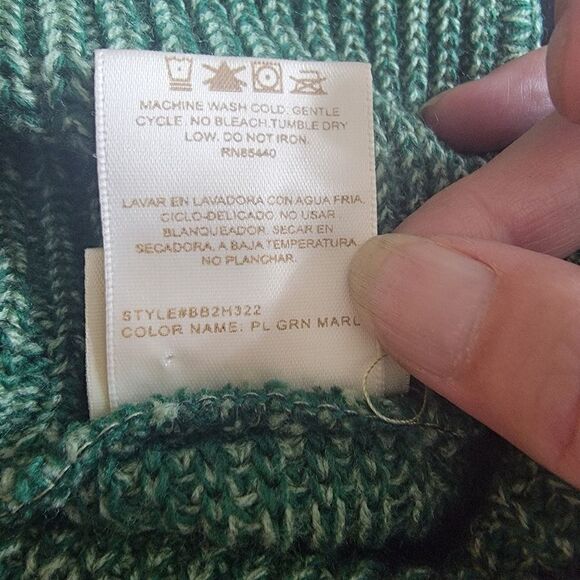 MACHINE WASH COLD. GENTLE
CYCLE. NO BLEACH.TUMBLE DRY
LOW. DO NOT IRON.
RN85440
LAVAR EN LAVADORA CON AGUA FRIA.
CICLO-DELICADO. NO USAR
BLANQUEADOR. SECAR EN
SECADORA. A BAJA TEMPERATURA.
NO PLANCHAR.
STYLE#BB2H322
COLOR NAME: PL GRN MARL